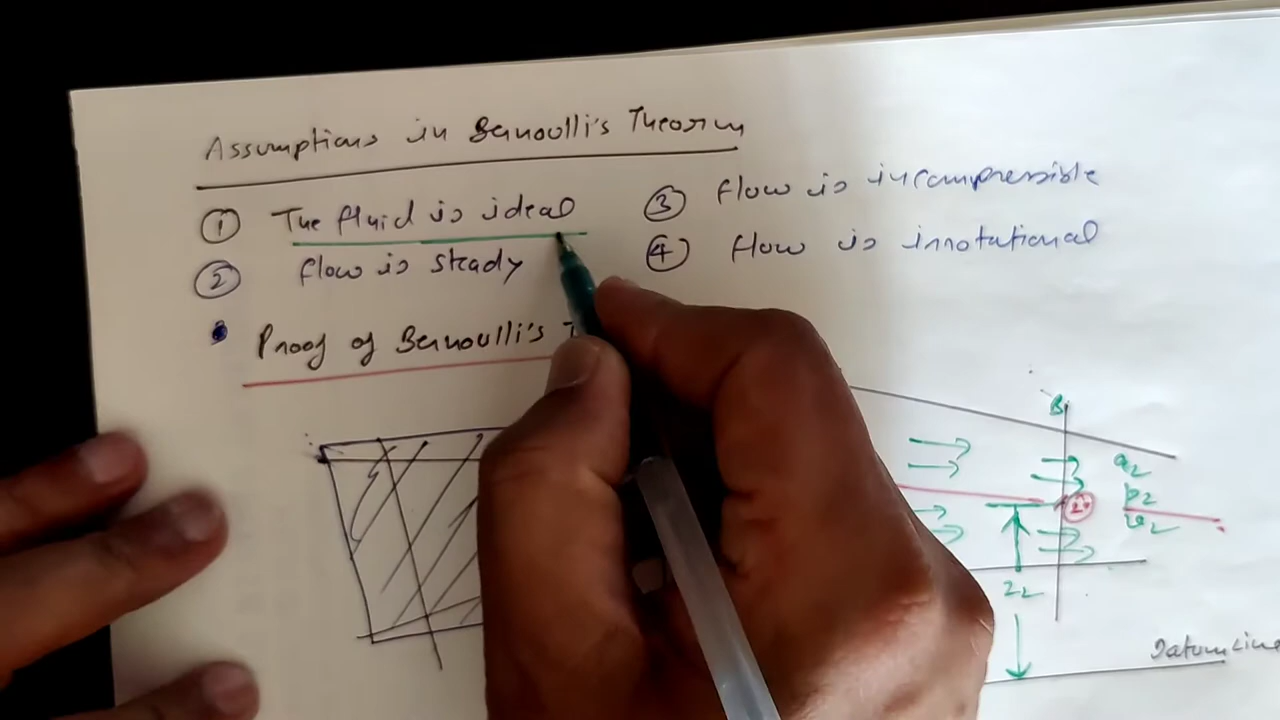 Assumptions in Bernoulli's Theorem
① The fluid is ideal
② flow is steady
③ flow is incompressible
④ flow is irrotational
Proof of Bernoulli's T
B
a2
p2
v2
2
Z2
Datum Line